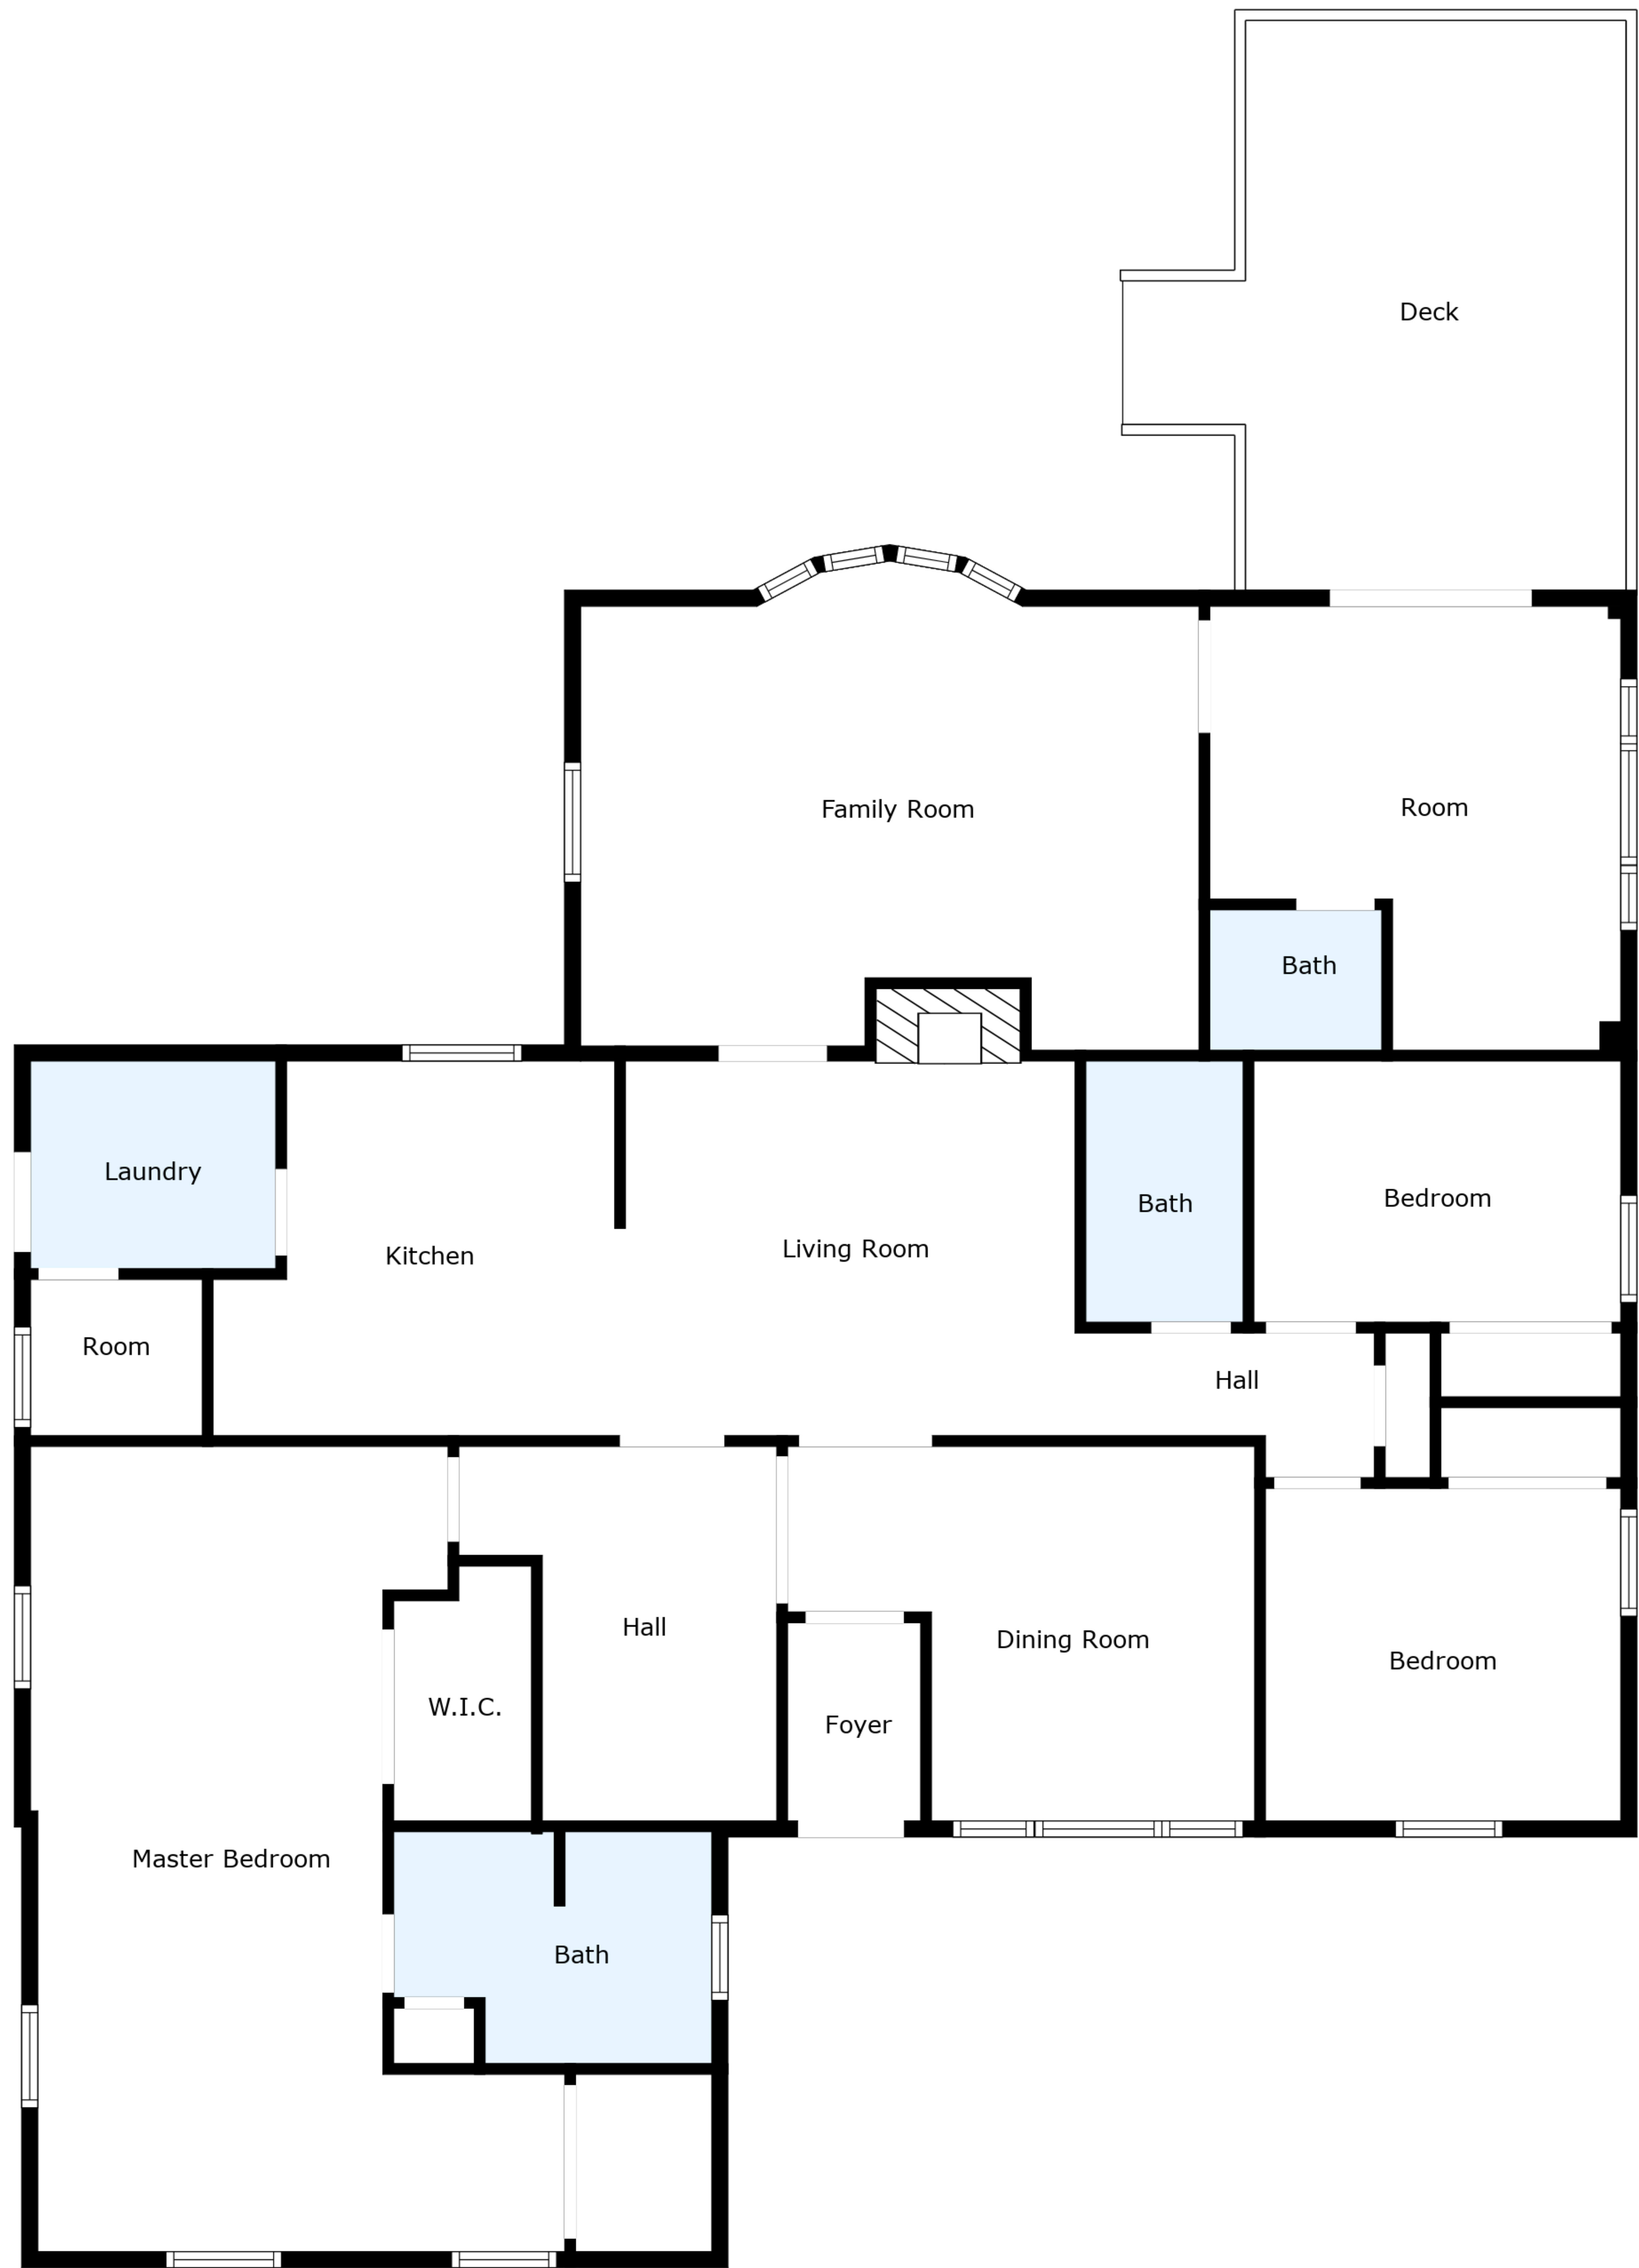 Deck
Family Room
Room
Bath
Laundry
Kitchen
Living Room
Bath
Bedroom
Room
Hall
Hall
Dining Room
Bedroom
W.I.C.
Foyer
Master Bedroom
Bath